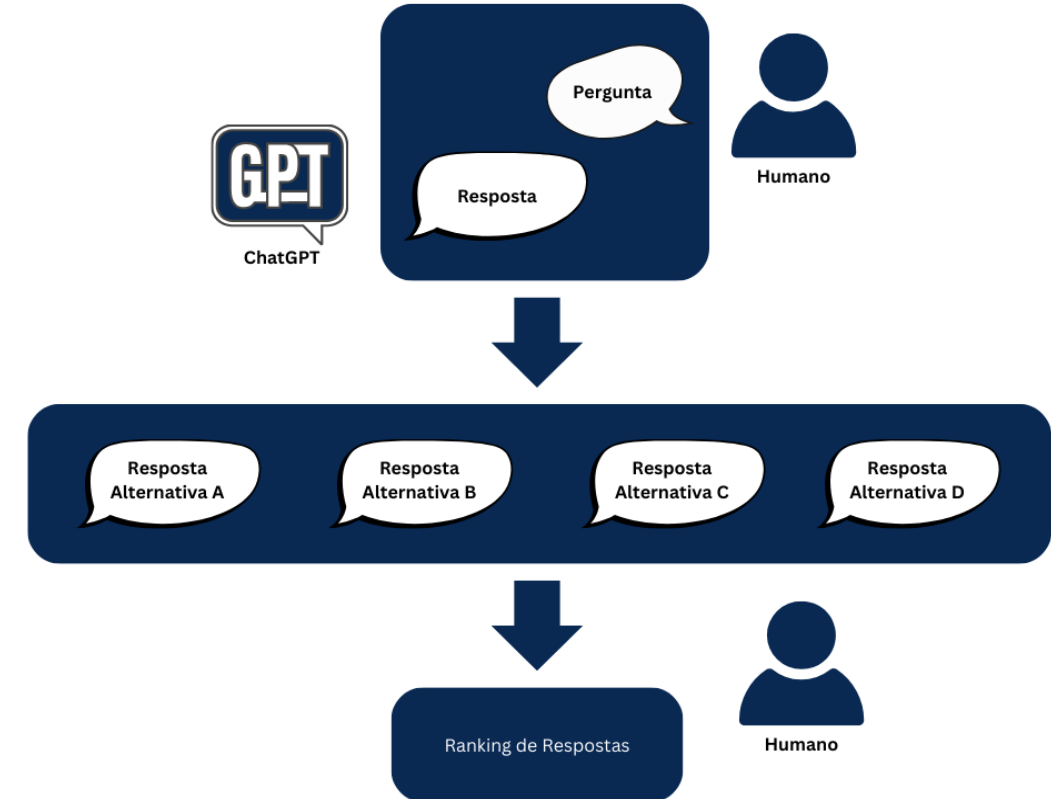 Pergunta
Humano
GPT
Resposta
ChatGPT
Resposta
Alternativa A
Resposta
Alternativa B
Resposta
Alternativa C
Resposta
Alternativa D
Ranking de Respostas
Humano